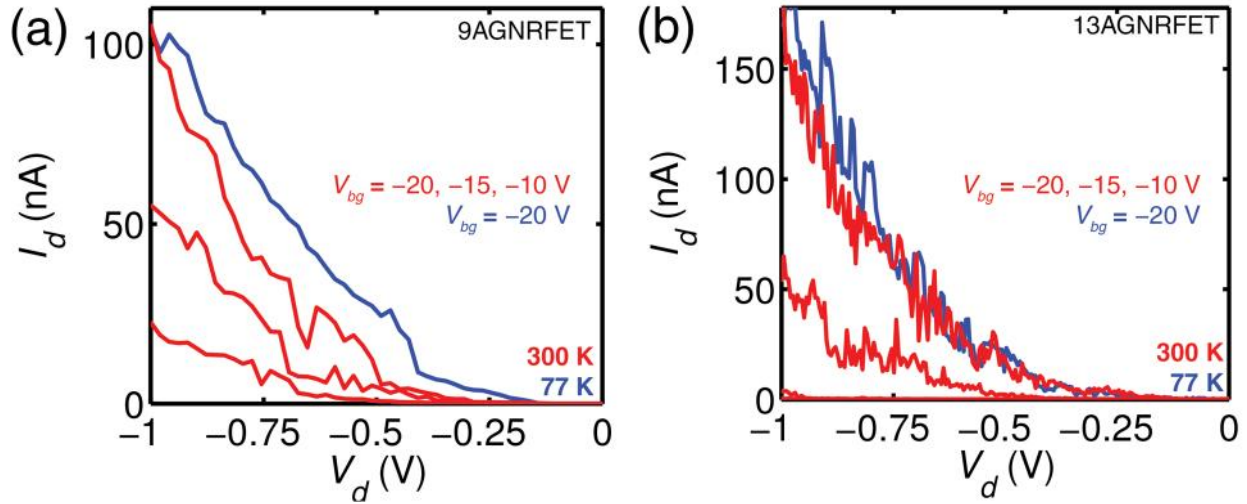 (a)
9AGNRFET
100
50
0
I_d (nA)
V_bg = −20, −15, −10 V
V_bg = −20 V
300 K
77 K
−1 −0.75 −0.5 −0.25 0
V_d (V)
(b)
13AGNRFET
150
100
50
0
I_d (nA)
V_bg = −20, −15, −10 V
V_bg = −20 V
300 K
77 K
−1 −0.75 −0.5 −0.25 0
V_d (V)